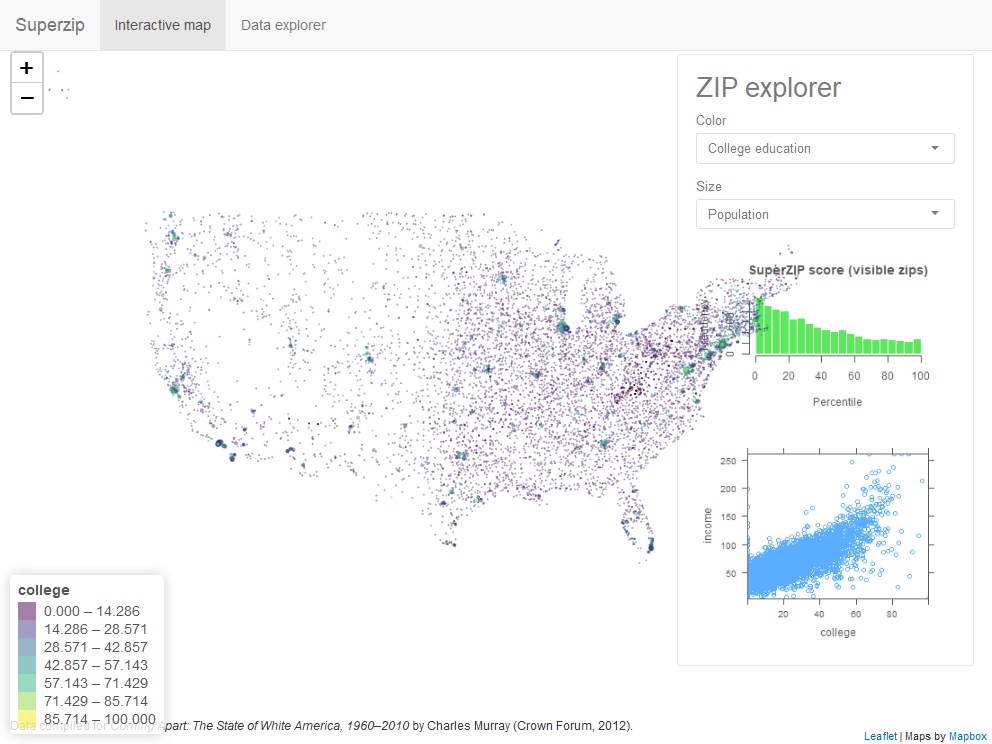 Superzip
Interactive map
Data explorer
+
−
ZIP explorer
Color
College education
Size
Population
SuperZIP score (visible zips)
0
0 20 40 60 80 100
Percentile
250
200
150
100
50
income
20 40 60 80
college
college
0.000 – 14.286
14.286 – 28.571
28.571 – 42.857
42.857 – 57.143
57.143 – 71.429
71.429 – 85.714
85.714 – 100.000
Data compiled for Coming Apart: The State of White America, 1960–2010 by Charles Murray (Crown Forum, 2012).
Leaflet | Maps by Mapbox